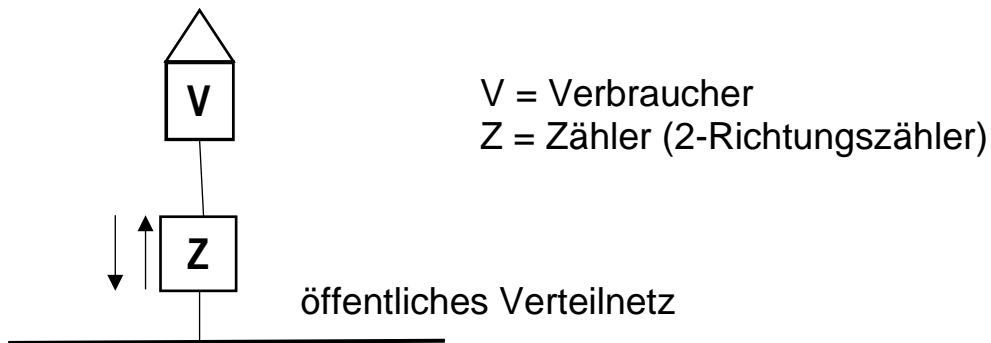 V
V = Verbraucher
Z = Zähler (2-Richtungszähler)
Z
öffentliches Verteilnetz